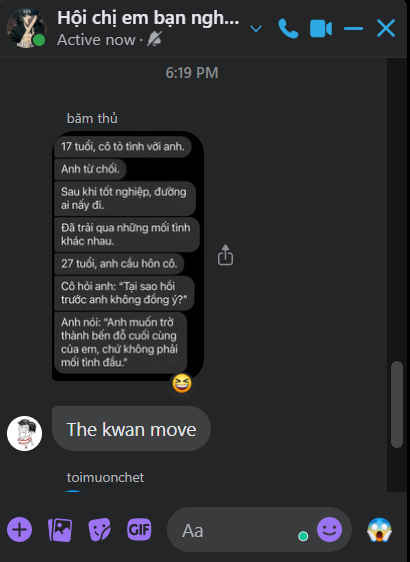 Hội chị em bạn ngh...
Active now ·
6:19 PM
băm thủ
17 tuổi, cô tỏ tình với anh.
Anh từ chối.
Sau khi tốt nghiệp, đường
ai nấy đi.
Đã trải qua những mối tình
khác nhau.
27 tuổi, anh cầu hôn cô.
Cô hỏi anh: “Tại sao hồi
trước anh không đồng ý?”
Anh nói: “Anh muốn trở
thành bến đỗ cuối cùng
của em, chứ không phải
mối tình đầu.”
The kwan move
toimuonchet
GIF
Aa